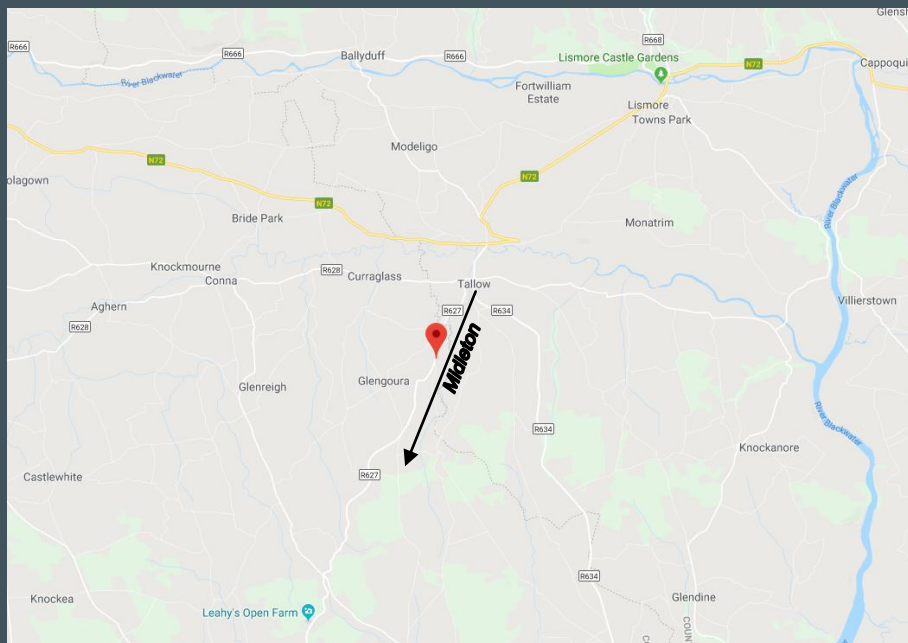 Glensh
R666
R666
Ballyduff
R666
R668
Lismore Castle Gardens
N72
Cappoqui
River Blackwater
Fortwilliam
Estate
Lismore
Towns Park
Modeligo
N72
N72
olagown
N72
Bride Park
Monatrim
River Blackwater
Knockmourne
Conna
R628
Curraglass
Tallow
Aghern
R628
R627
R634
Villierstown
Midleton
Glengoura
Glenreigh
River Blackwater
R634
Knockanore
Castlewhite
R627
R634
Knockea
Leahy's Open Farm
Glendine
COUN